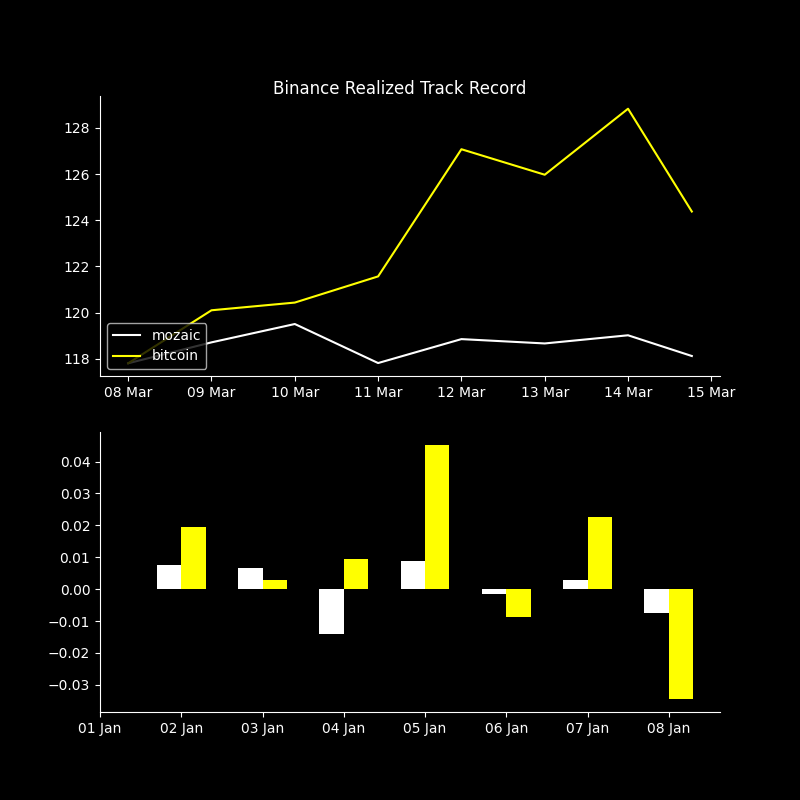 Binance Realized Track Record
128
126
124
122
120
118
mozaic
bitcoin
08 Mar 09 Mar 10 Mar 11 Mar 12 Mar 13 Mar 14 Mar 15 Mar
0.04
0.03
0.02
0.01
0.00
−0.01
−0.02
−0.03
01 Jan 02 Jan 03 Jan 04 Jan 05 Jan 06 Jan 07 Jan 08 Jan